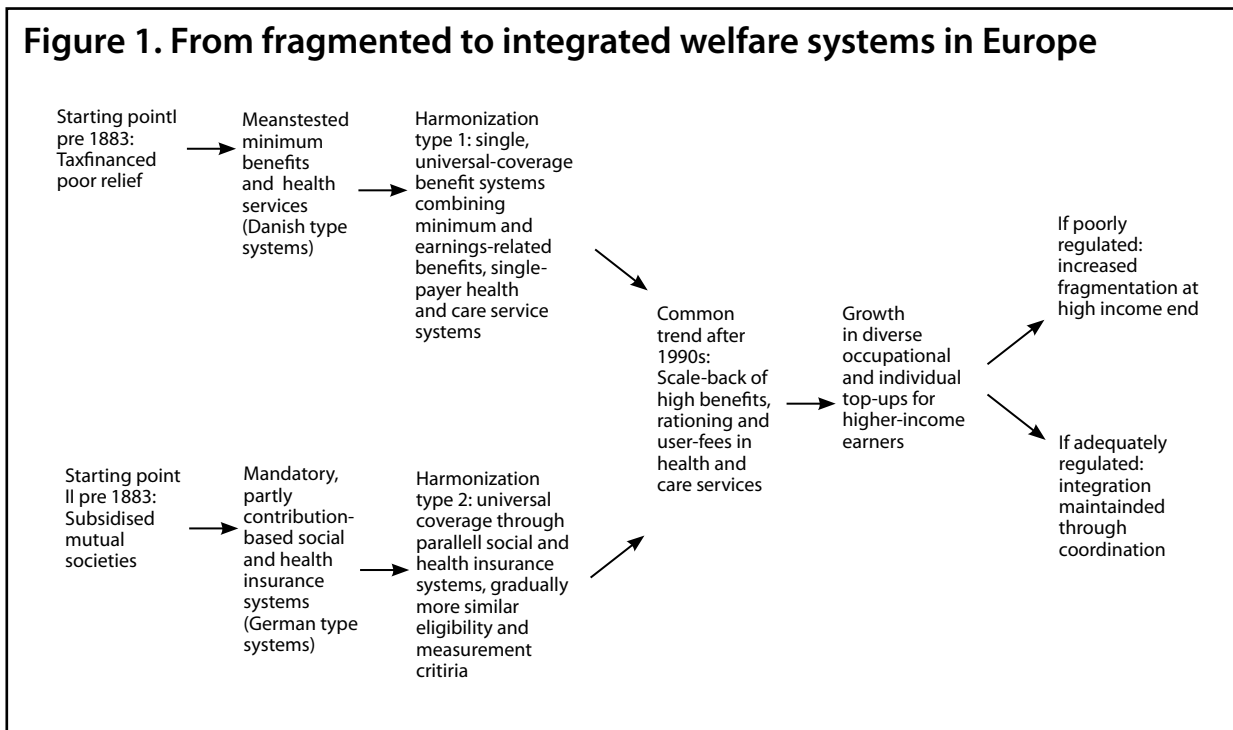 Figure 1. From fragmented to integrated welfare systems in Europe
Starting pointI
pre 1883:
Taxfinanced
poor relief
Meanstested
minimum
benefits
and health
services
(Danish type
systems)
Harmonization
type 1: single,
universal-coverage
benefit systems
combining
minimum and
earnings-related
benefits, single-
payer health
and care service
systems
Starting point
II pre 1883:
Subsidised
mutual
societies
Mandatory,
partly
contribution-
based social
and health
insurance
systems
(German type
systems)
Harmonization
type 2: universal
coverage through
parallell social and
health insurance
systems, gradually
more similar
eligibility and
measurement
critiria
Common
trend after
1990s:
Scale-back of
high benefits,
rationing and
user-fees in
health and
care services
Growth
in diverse
occupational
and individual
top-ups for
higher-income
earners
If poorly
regulated:
increased
fragmentation at
high income end
If adequately
regulated:
integration
maintainded
through
coordination